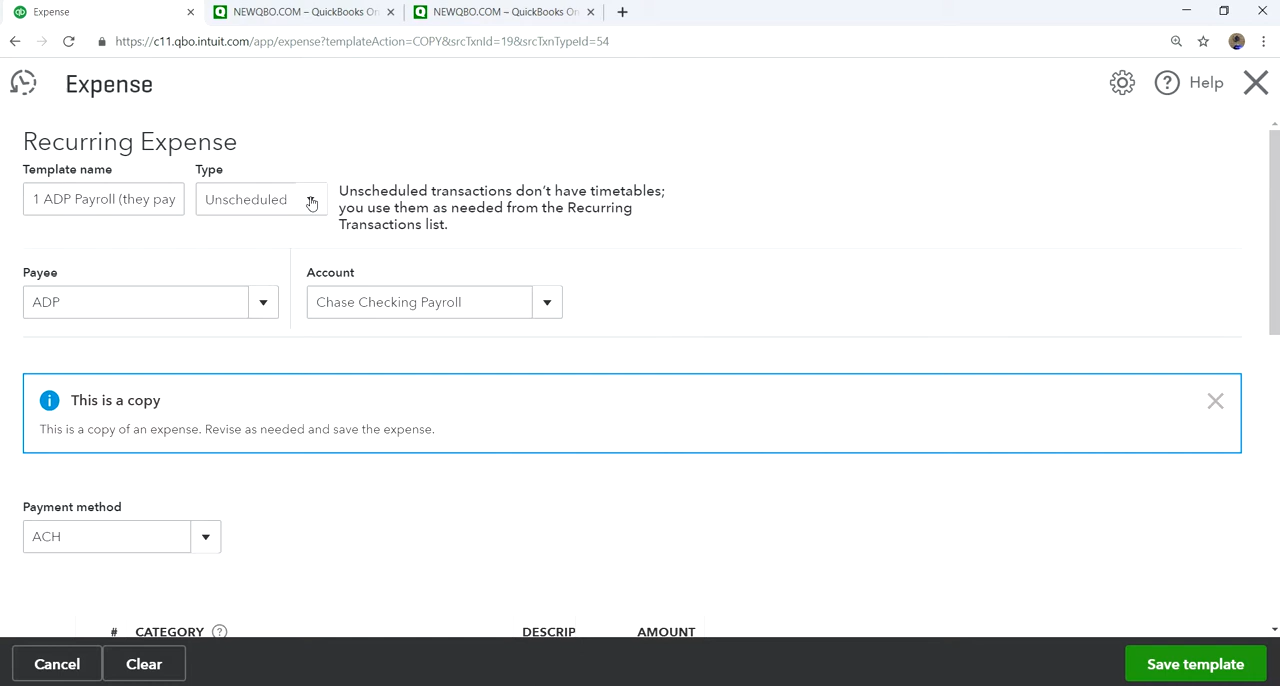 Expense
NEWQBO.COM – QuickBooks On
NEWQBO.COM – QuickBooks On
https://c11.qbo.intuit.com/app/expense?templateAction=COPY&srcTxnId=19&srcTxnTypeId=54
Expense
Help
Recurring Expense
Template name
Type
1 ADP Payroll (they pay
Unscheduled
Unscheduled transactions don't have timetables;
you use them as needed from the Recurring
Transactions list.
Payee
Account
ADP
Chase Checking Payroll
This is a copy
This is a copy of an expense. Revise as needed and save the expense.
Payment method
ACH
# CATEGORY DESCRIP AMOUNT
Cancel
Clear
Save template